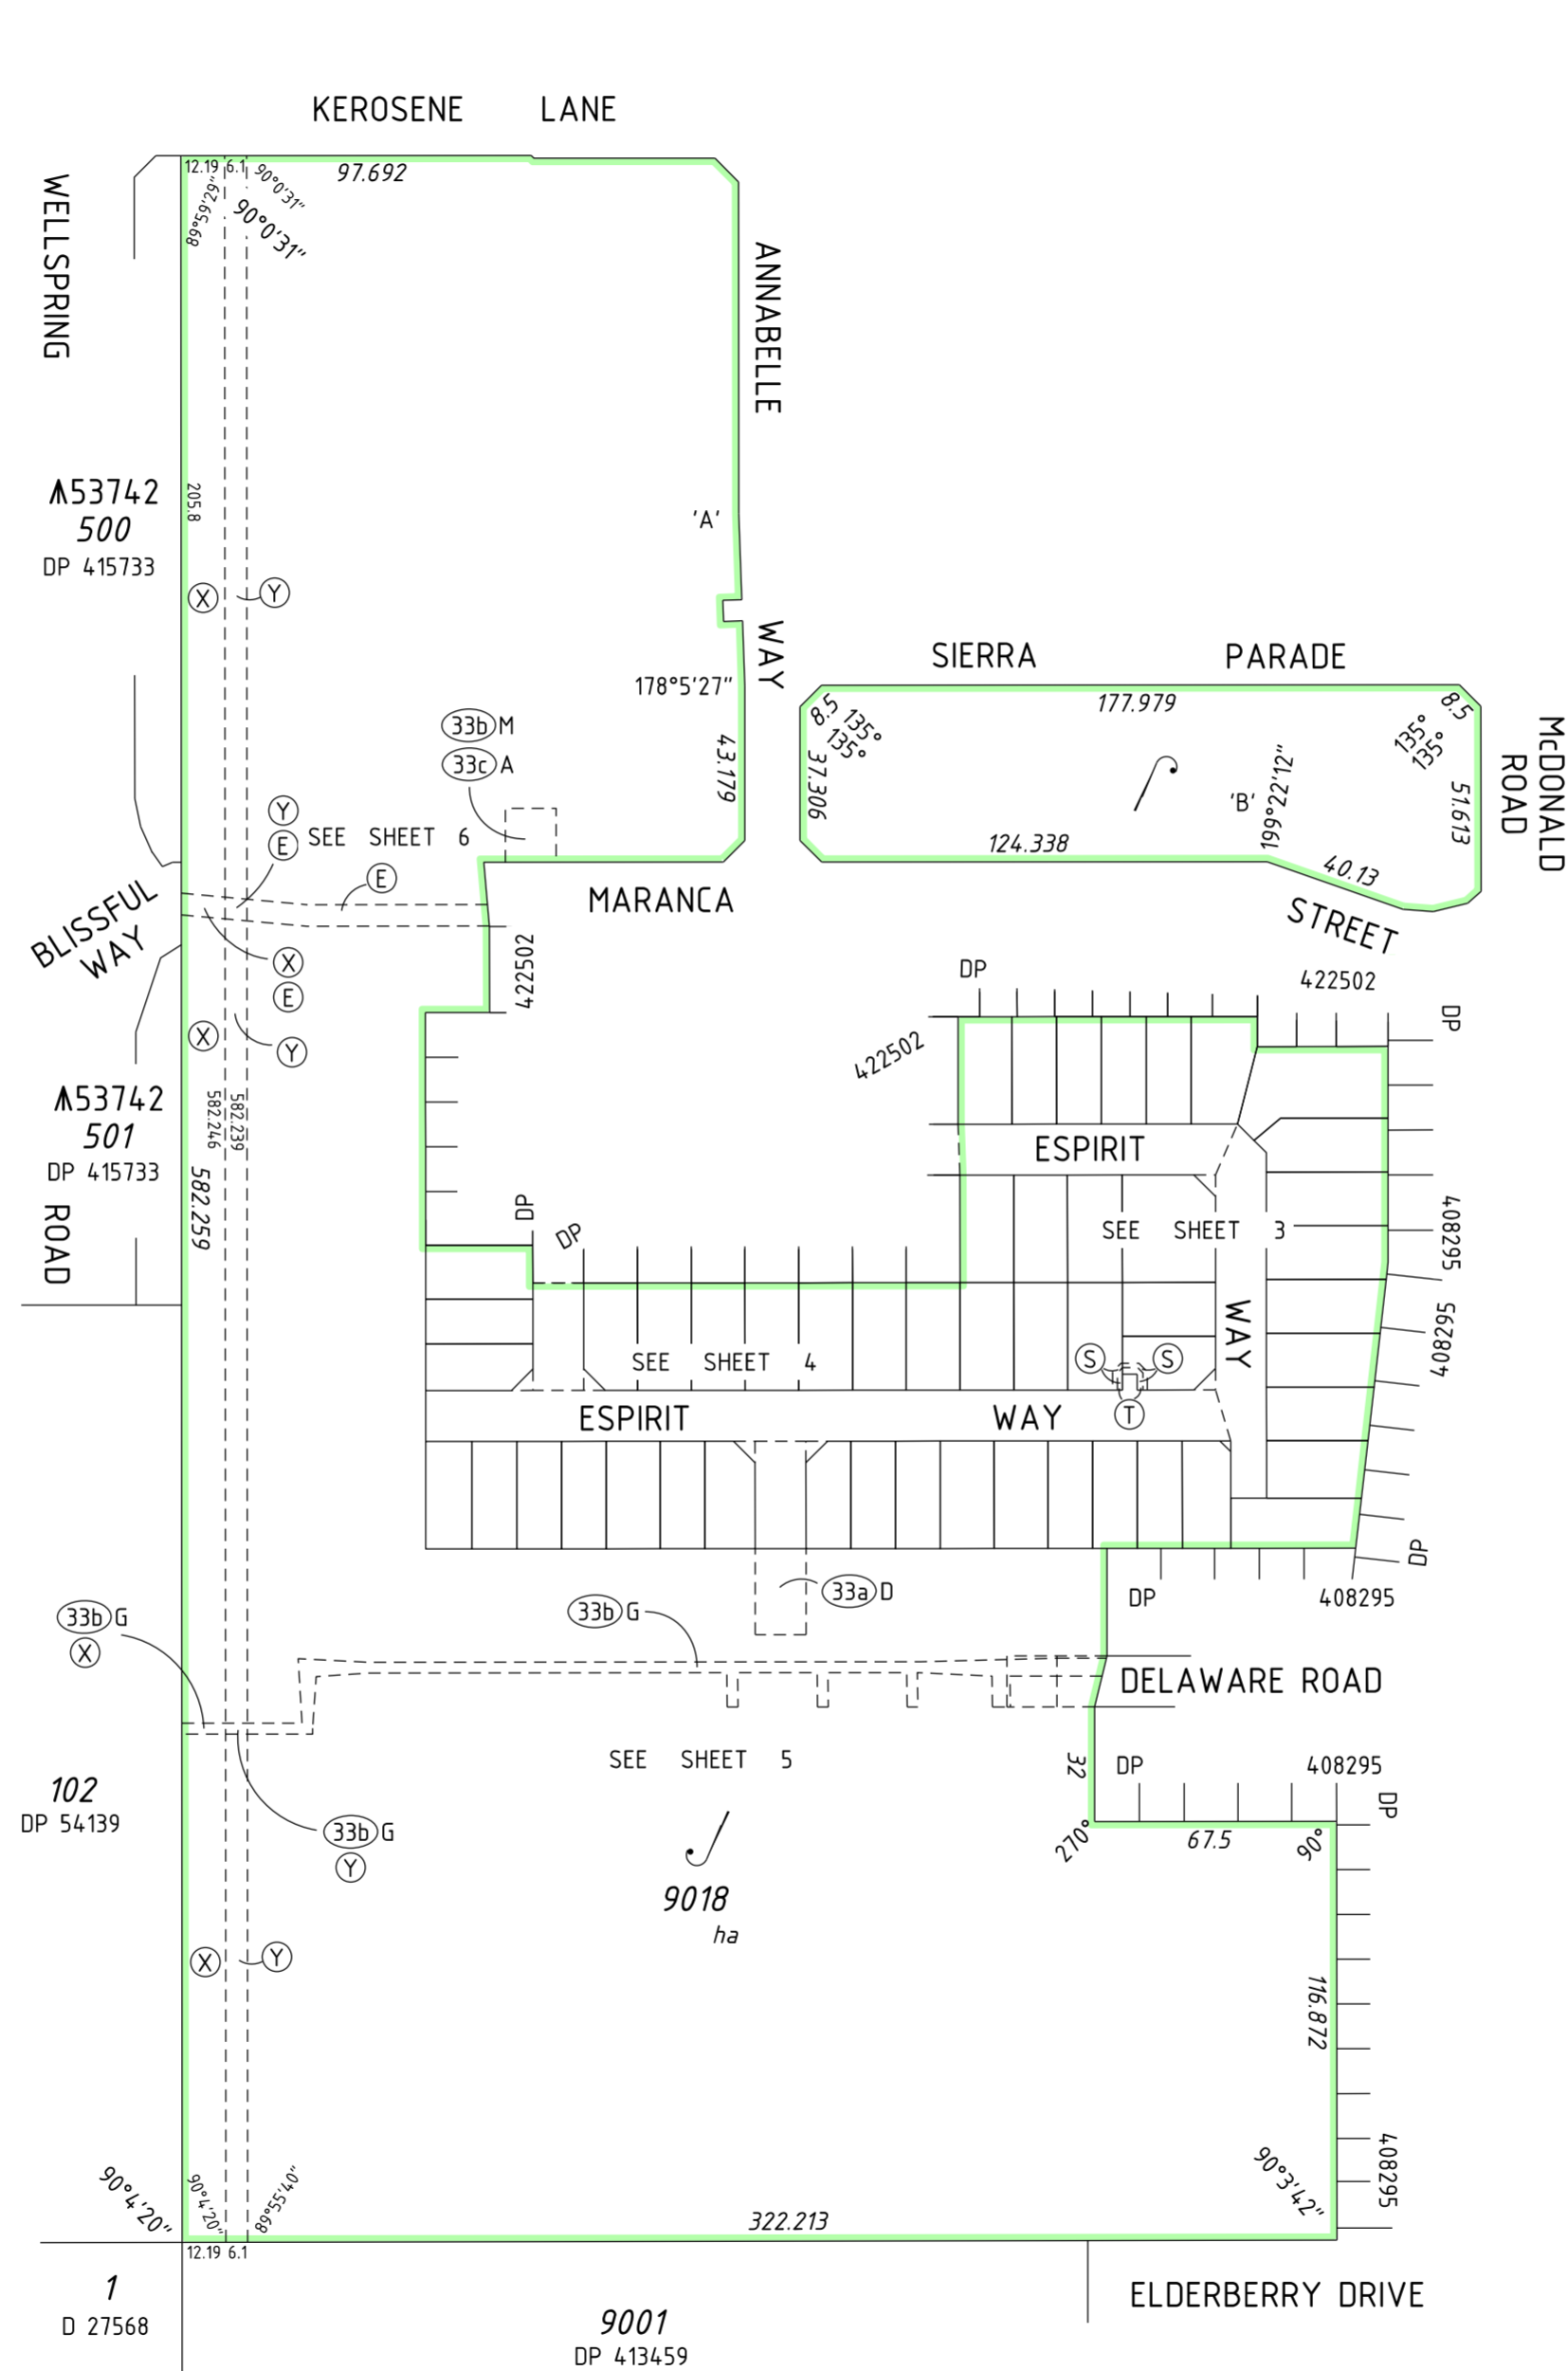 KEROSENE LANE
12.19 6.1
97.692
90°0'31"
89°59'29"
90°0'31"
WELLSPRING
ANNABELLE
53742
500
DP 415733
205.8
'A'
X
Y
WAY
178°5'27"
43.179
SIERRA PARADE
177.979
8.5
135°
135°
8.5
135°
135°
37.306
'B'
199°22'12"
51.613
McDONALD
ROAD
124.338
40.13
33b M
33c A
Y
E
SEE SHEET 6
E
MARANCA
STREET
BLISSFUL
WAY
X
E
422502
DP
422502
DP
422502
X
Y
53742
501
DP 415733
582.246
582.239
582.259
ROAD
ESPIRIT
SEE SHEET 3
408295
DP
DP
WAY
408295
SEE SHEET 4
S
S
T
ESPIRIT WAY
DP
33a D
DP
408295
33b G
X
33b G
DELAWARE ROAD
SEE SHEET 5
32
DP
408295
DP
102
DP 54139
33b G
Y
270°
67.5
90°
9018
ha
X
Y
116.872
408295
90°4'20"
90°4'20"
89°55'40"
322.213
90°3'42"
12.19 6.1
1
D 27568
9001
DP 413459
ELDERBERRY DRIVE